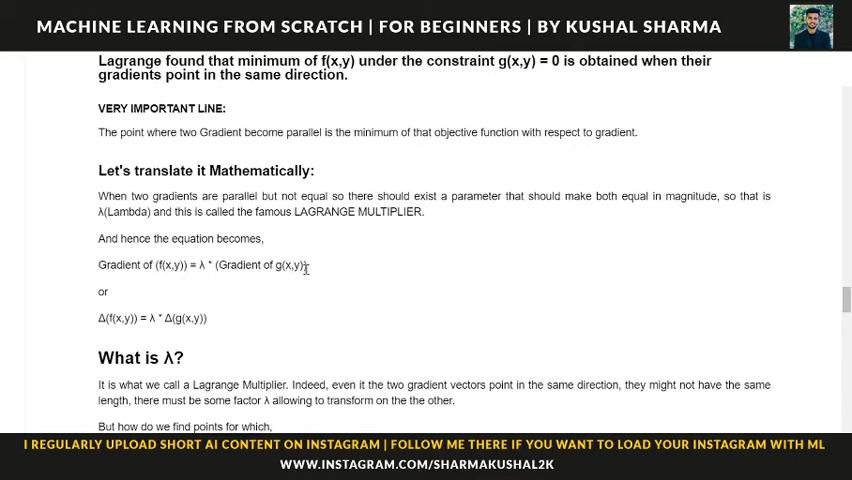 MACHINE LEARNING FROM SCRATCH | FOR BEGINNERS | BY KUSHAL SHARMA
Lagrange found that minimum of f(x,y) under the constraint g(x,y) = 0 is obtained when their
gradients point in the same direction.
VERY IMPORTANT LINE:
The point where two Gradient become parallel is the minimum of that objective function with respect to gradient.
Let's translate it Mathematically:
When two gradients are parallel but not equal so there should exist a parameter that should make both equal in magnitude, so that is
λ(Lambda) and this is called the famous LAGRANGE MULTIPLIER.
And hence the equation becomes,
Gradient of (f(x,y)) = λ * (Gradient of g(x,y))
or
Δ(f(x,y)) = λ * Δ(g(x,y))
What is λ?
It is what we call a Lagrange Multiplier. Indeed, even it the two gradient vectors point in the same direction, they might not have the same
length, there must be some factor λ allowing to transform on the the other.
But how do we find points for which,
I REGULARLY UPLOAD SHORT AI CONTENT ON INSTAGRAM | FOLLOW ME THERE IF YOU WANT TO LOAD YOUR INSTAGRAM WITH ML
WWW.INSTAGRAM.COM/SHARMAKUSHAL2K